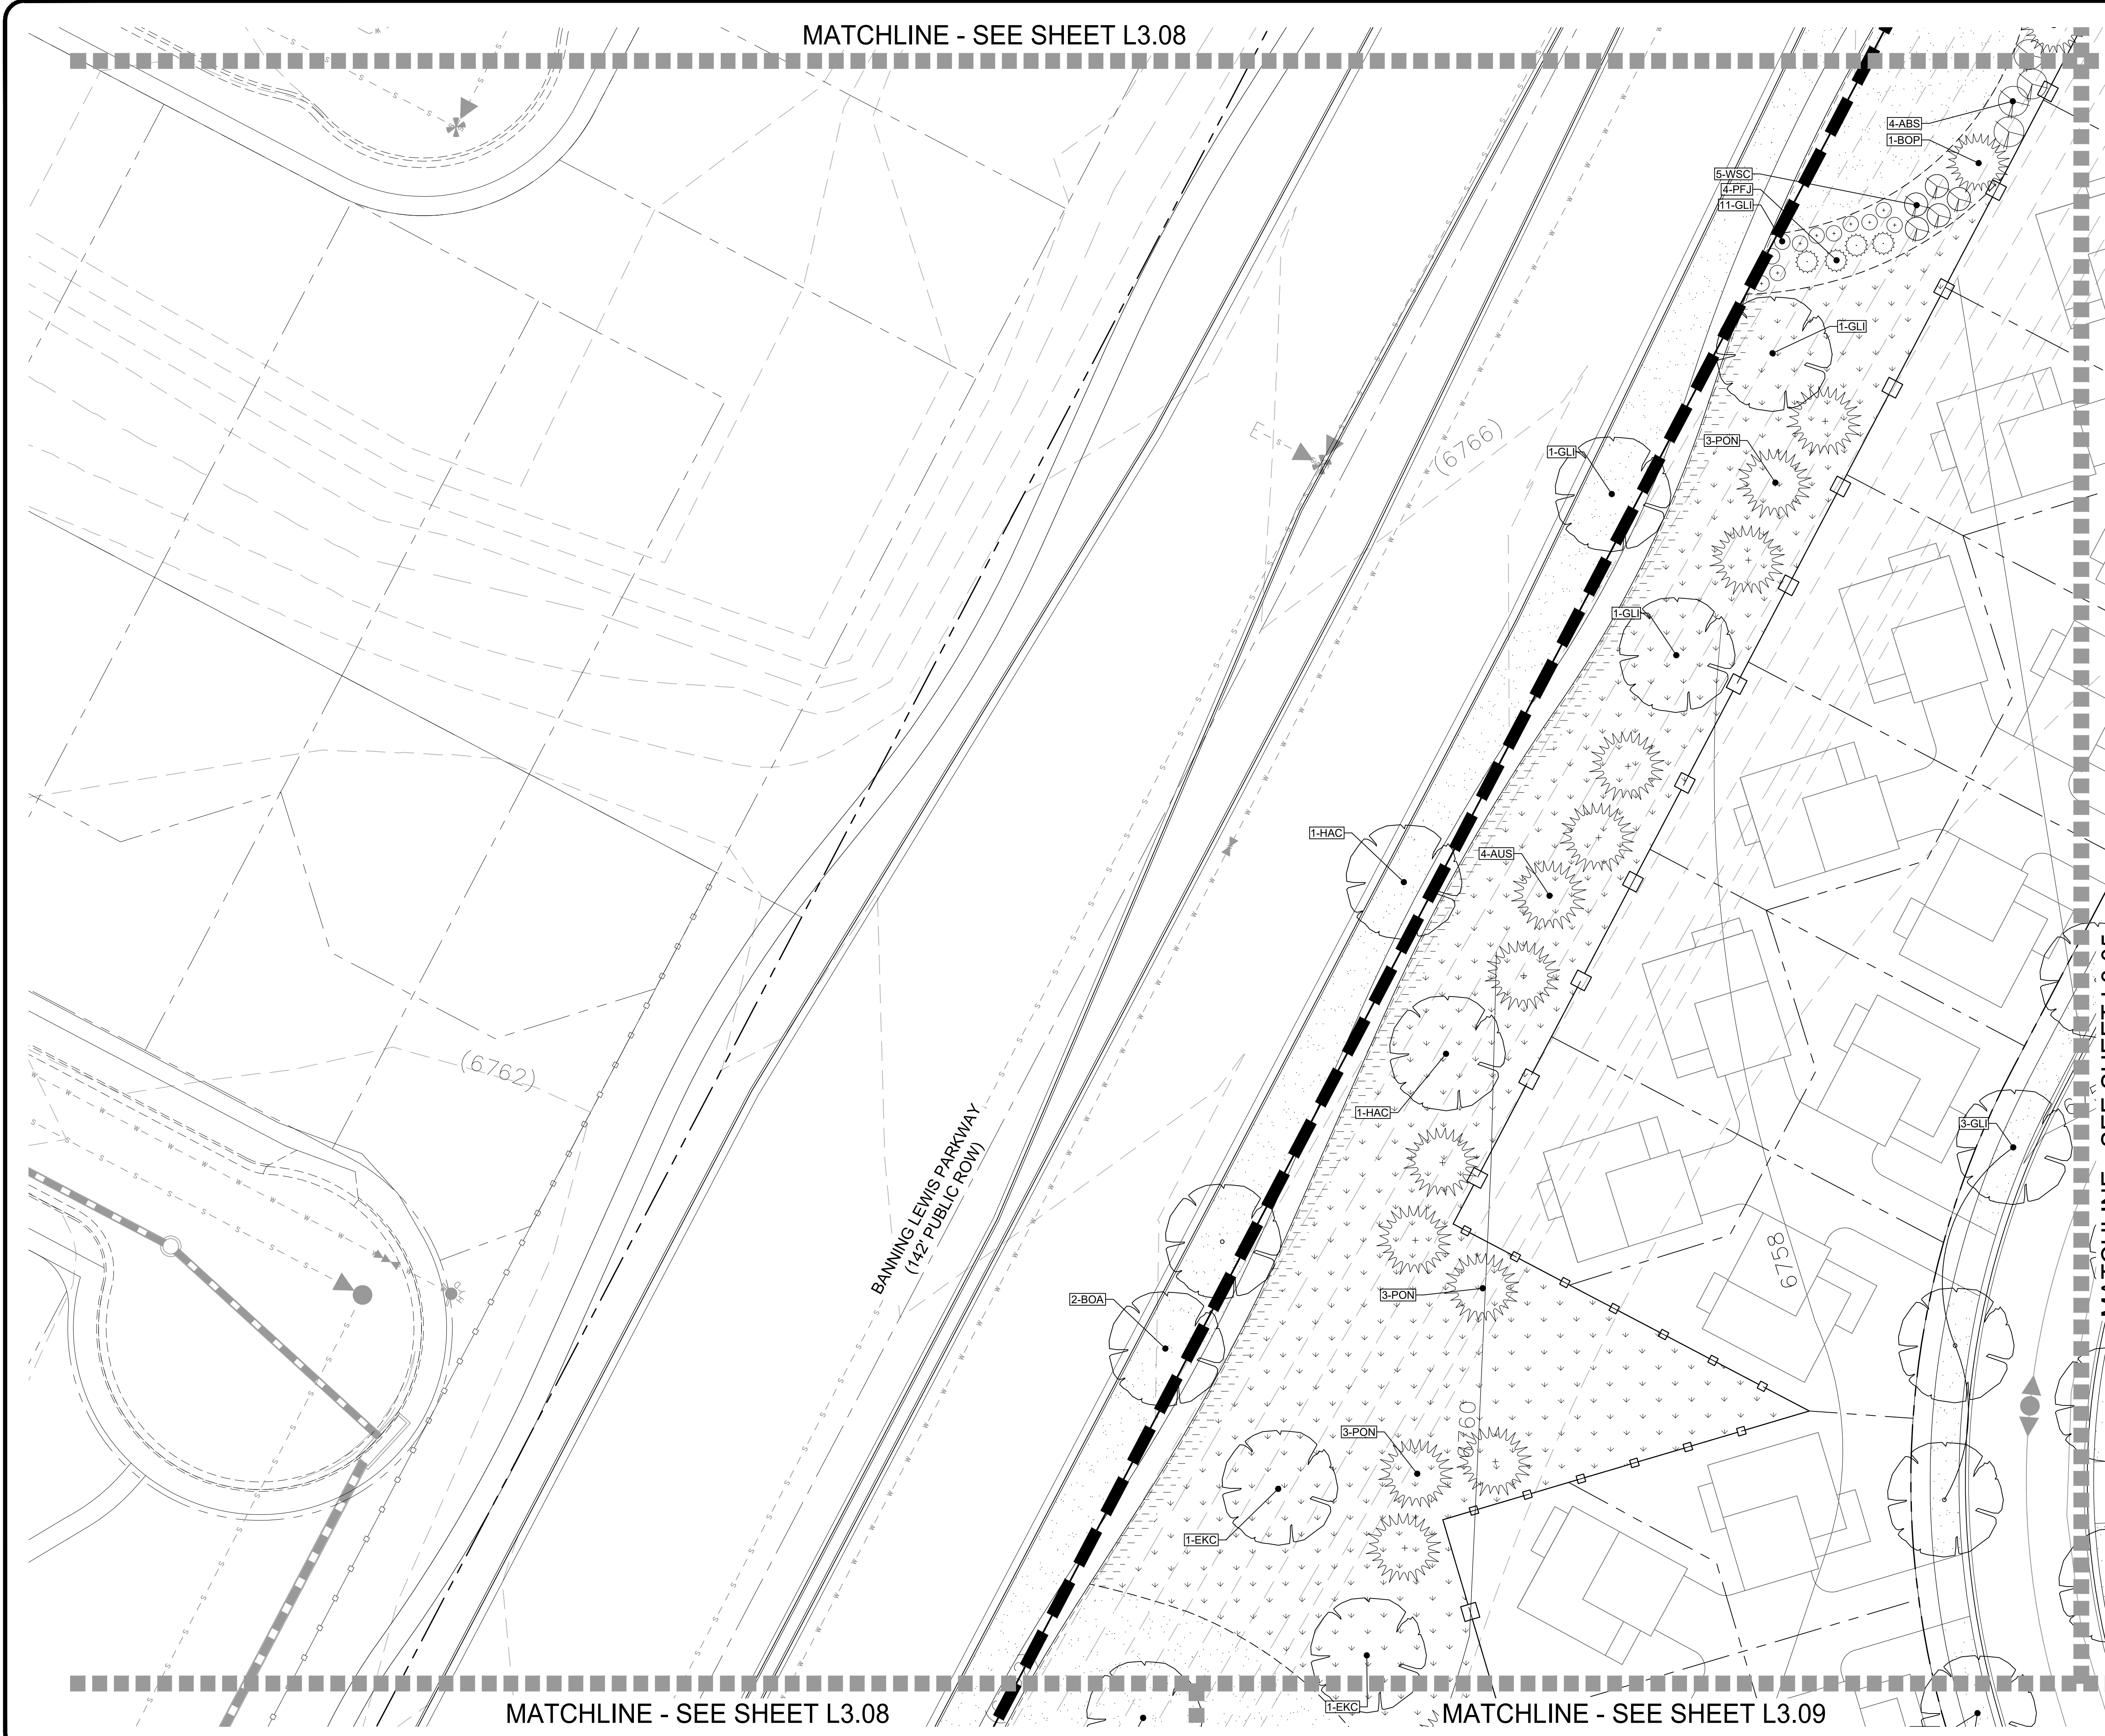 MATCHLINE - SEE SHEET L3.08
4-ABS
1-BOP
5-WSC
4-PFJ
11-GLI
1-GLI
3-PON
1-GLI
(6766)
1-GLI
1-HAC
4-AUS
(6762)
1-HAC
3-GLI
BANNING LEWIS PARKWAY
(142' PUBLIC ROW)
6758
3-PON
2-BOA
6760
3-PON
1-EKC
1-EKC
MATCHLINE - SEE SHEET L3.08
MATCHLINE - SEE SHEET L3.09